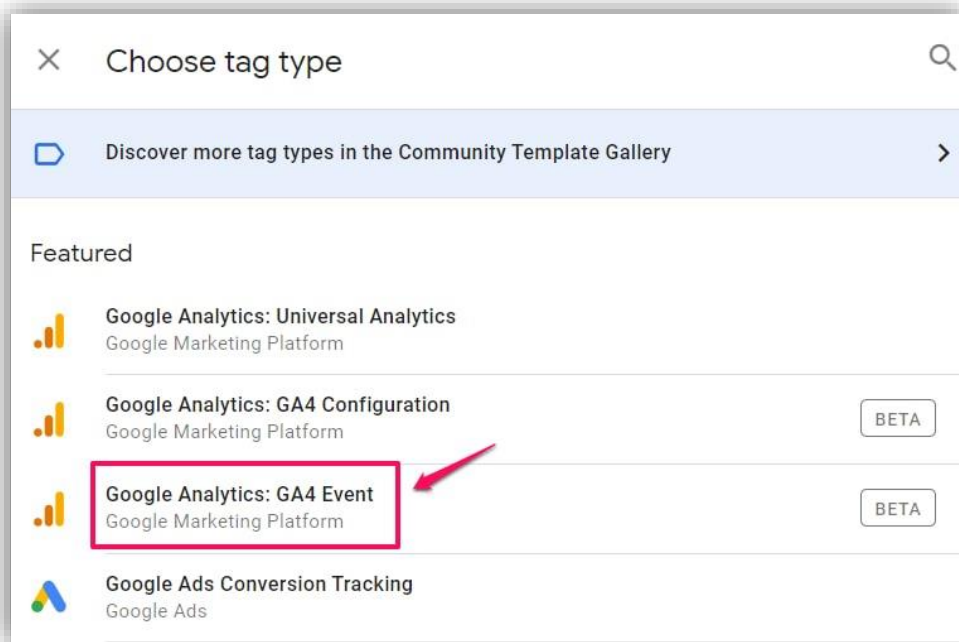 Choose tag type
Discover more tag types in the Community Template Gallery
Featured
Google Analytics: Universal Analytics
Google Marketing Platform
Google Analytics: GA4 Configuration
Google Marketing Platform
BETA
Google Analytics: GA4 Event
Google Marketing Platform
BETA
Google Ads Conversion Tracking
Google Ads